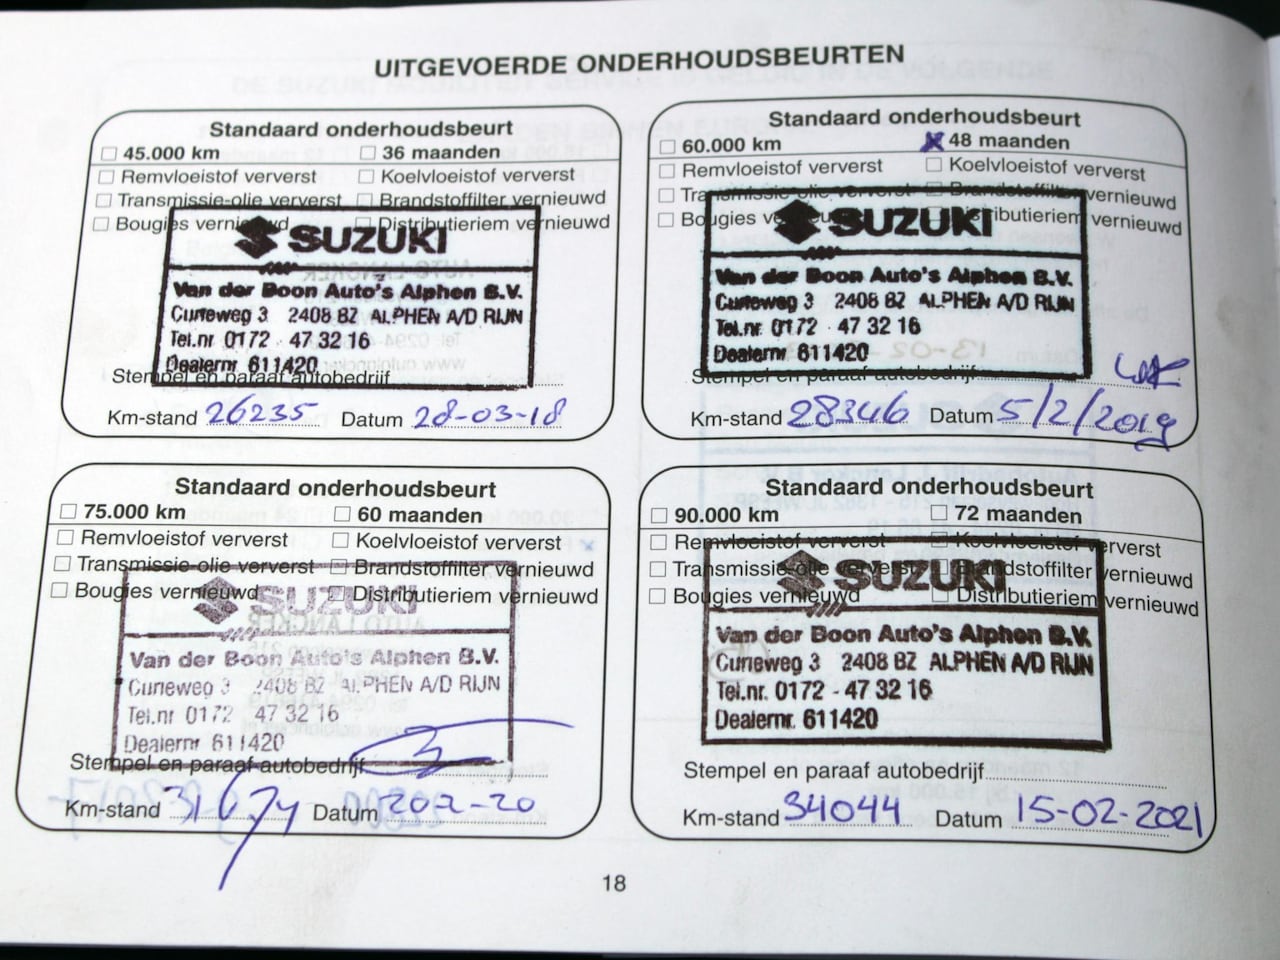 UITGEVOERDE ONDERHOUDSBEURTEN
Standaard onderhoudsbeurt
45.000 km 36 maanden
Remvloeistof ververst Koelvloeistof ververst
Transmissie-olie ververst Brandstoffilter vernieuwd
Bougies vernieuwd Distributieriem vernieuwd
SUZUKI
Van der Boon Auto's Alphen B.V.
Curieweg 3 2408 BZ ALPHEN A/D RIJN
Tel.nr 0172 47 32 16
Dealernr 611420
Stempel en paraaf autobedrijf
Km-stand 26235 Datum 28-03-18
Standaard onderhoudsbeurt
60.000 km 48 maanden
Remvloeistof ververst Koelvloeistof ververst
Transmissie-olie ververst Brandstoffilter vernieuwd
Bougies vernieuwd Distributieriem vernieuwd
SUZUKI
Van der Boon Auto's Alphen B.V.
Curieweg 3 2408 BZ ALPHEN A/D RIJN
Tel.nr 0172 47 32 16
Dealernr 611420
Stempel en paraaf autobedrijf
Km-stand 28346 Datum 5/2/2019
Standaard onderhoudsbeurt
75.000 km 60 maanden
Remvloeistof ververst Koelvloeistof ververst
Transmissie-olie ververst Brandstoffilter vernieuwd
Bougies vernieuwd Distributieriem vernieuwd
SUZUKI
Van der Boon Auto's Alphen B.V.
Curieweg 3 2408 BZ ALPHEN A/D RIJN
Tel.nr 0172 47 32 16
Dealernr 611420
Stempel en paraaf autobedrijf
Km-stand Datum
Standaard onderhoudsbeurt
90.000 km 72 maanden
Remvloeistof ververst Koelvloeistof ververst
Transmissie-olie ververst Brandstoffilter vernieuwd
Bougies vernieuwd Distributieriem vernieuwd
SUZUKI
Van der Boon Auto's Alphen B.V.
Curieweg 3 2408 BZ ALPHEN A/D RIJN
Tel.nr. 0172 - 47 32 16
Dealernr. 611420
Stempel en paraaf autobedrijf
Km-stand 34044 Datum 15-02-2021
18